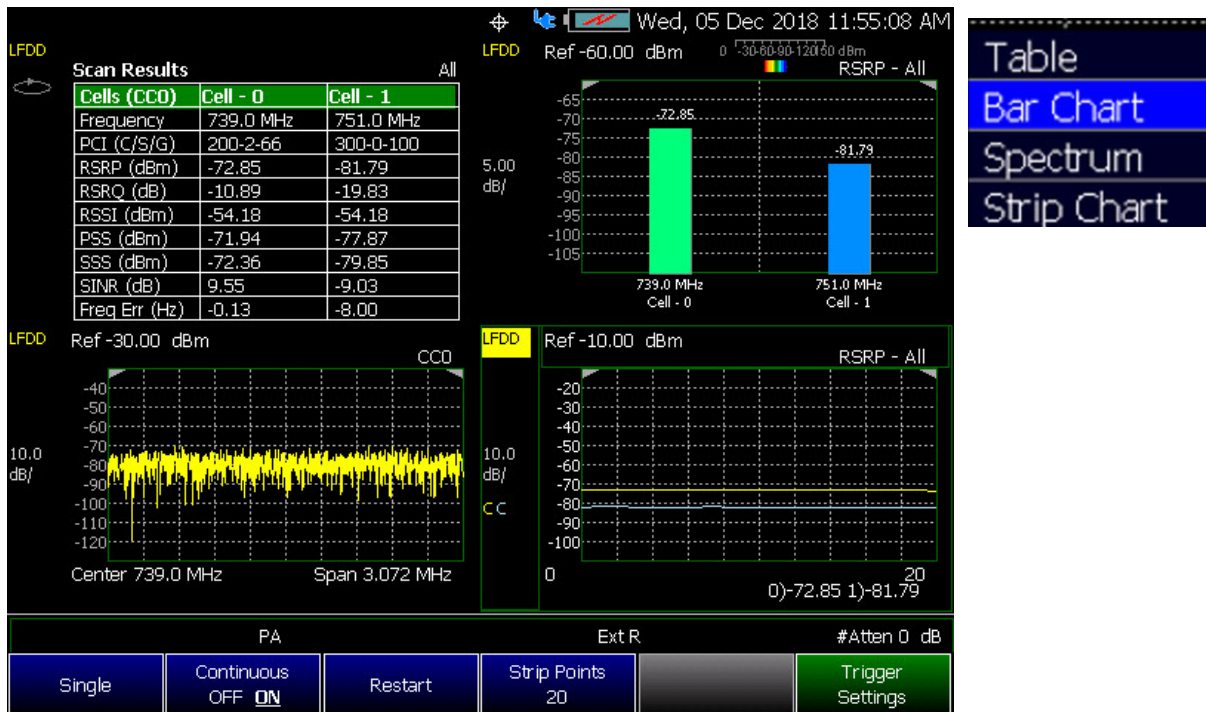 Wed, 05 Dec 2018 11:55:08 AM
LFDD
Scan Results All
Cells (CC0) Cell - 0 Cell - 1
Frequency 739.0 MHz 751.0 MHz
PCI (C/S/G) 200-2-66 300-0-100
RSRP (dBm) -72.85 -81.79
RSRQ (dB) -10.89 -19.83
RSSI (dBm) -54.18 -54.18
PSS (dBm) -71.94 -77.87
SSS (dBm) -72.36 -79.85
SINR (dB) 9.55 -9.03
Freq Err (Hz) -0.13 -8.00
LFDD Ref -60.00 dBm 0 -30-60-90-120150 dBm
RSRP - All
-65
-70
-75
-80
-85
-90
-95
-100
-105
5.00
dB/
-72.85
-81.79
739.0 MHz 751.0 MHz
Cell - 0 Cell - 1
LFDD Ref -30.00 dBm
CC0
-40
-50
-60
-70
-80
-90
-100
-110
-120
10.0
dB/
Center 739.0 MHz Span 3.072 MHz
LFDD Ref -10.00 dBm
RSRP - All
-20
-30
-40
-50
-60
-70
-80
-90
-100
10.0
dB/
C C
0 20
0)-72.85 1)-81.79
PA Ext R #Atten 0 dB
Single
Continuous
OFF ON
Restart
Strip Points
20
Trigger
Settings
Table
Bar Chart
Spectrum
Strip Chart